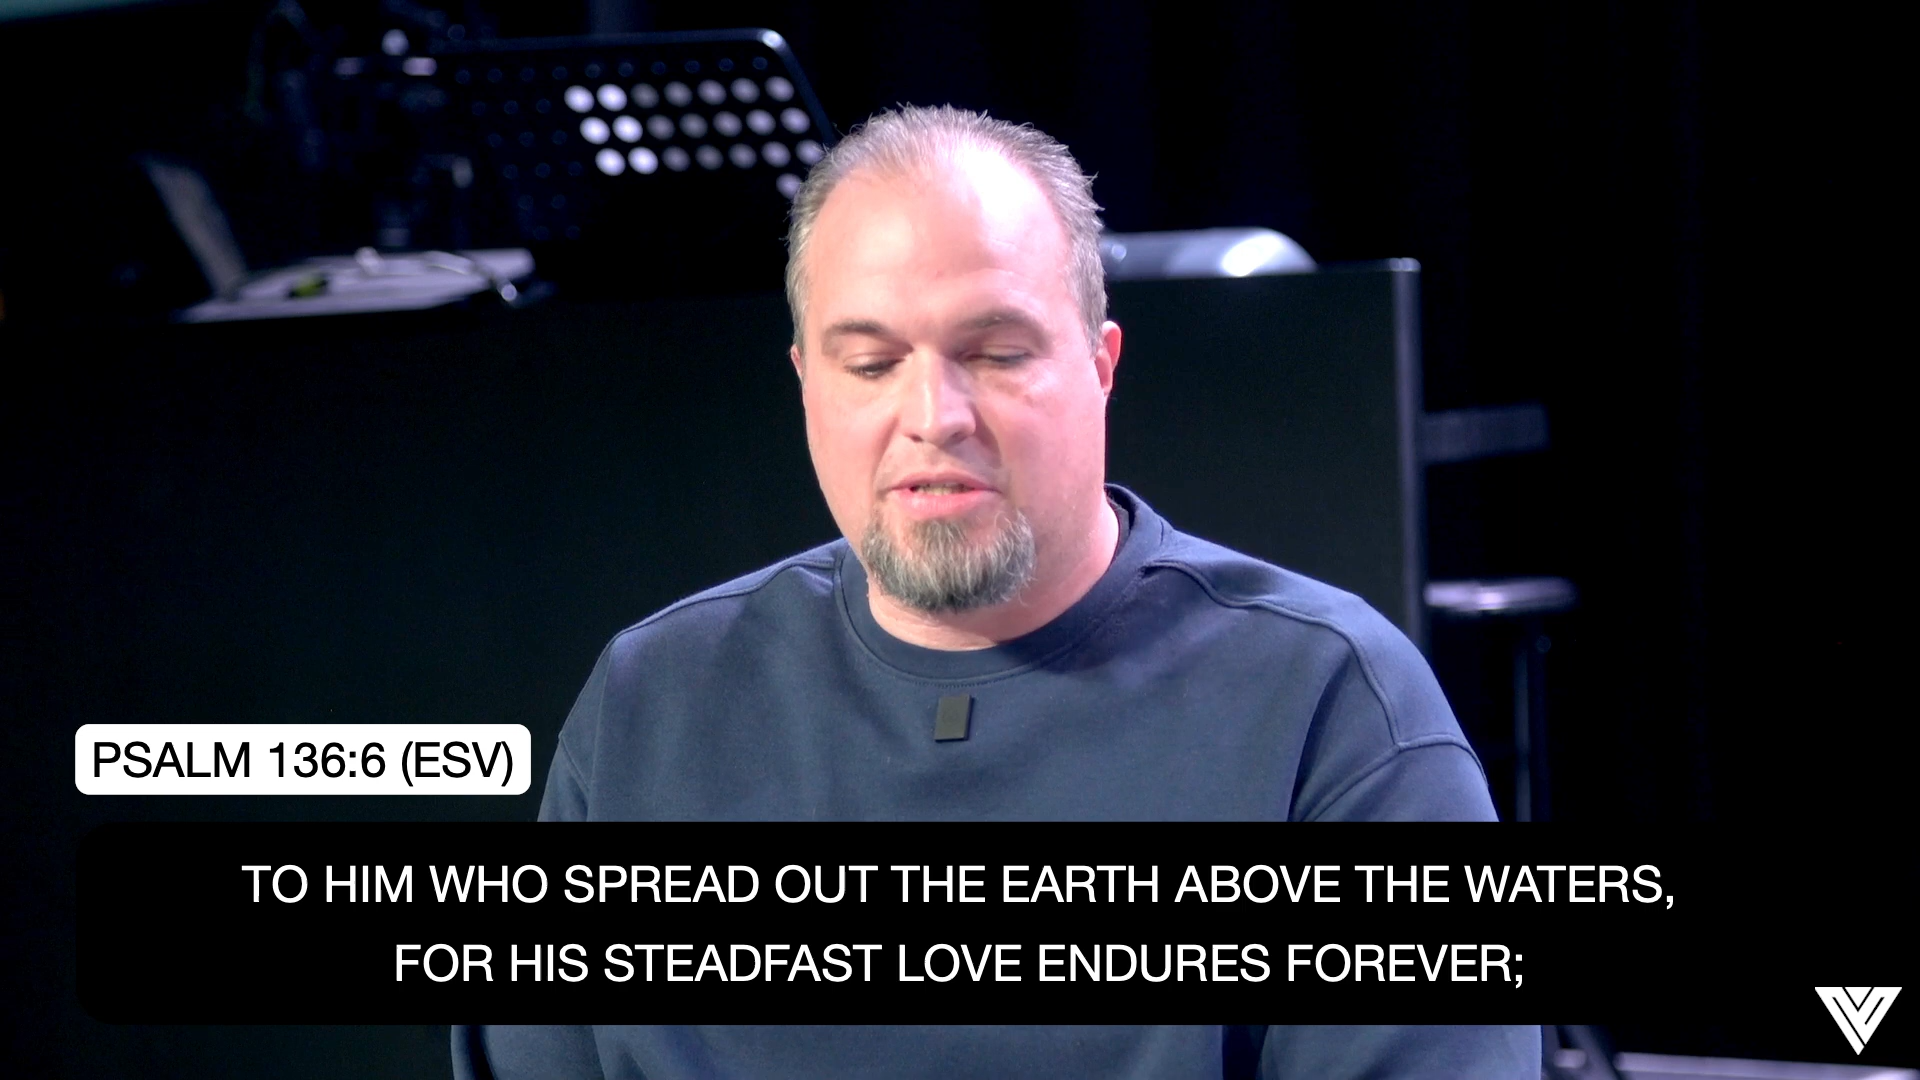 PSALM 136:6 (ESV)
TO HIM WHO SPREAD OUT THE EARTH ABOVE THE WATERS,
FOR HIS STEADFAST LOVE ENDURES FOREVER;